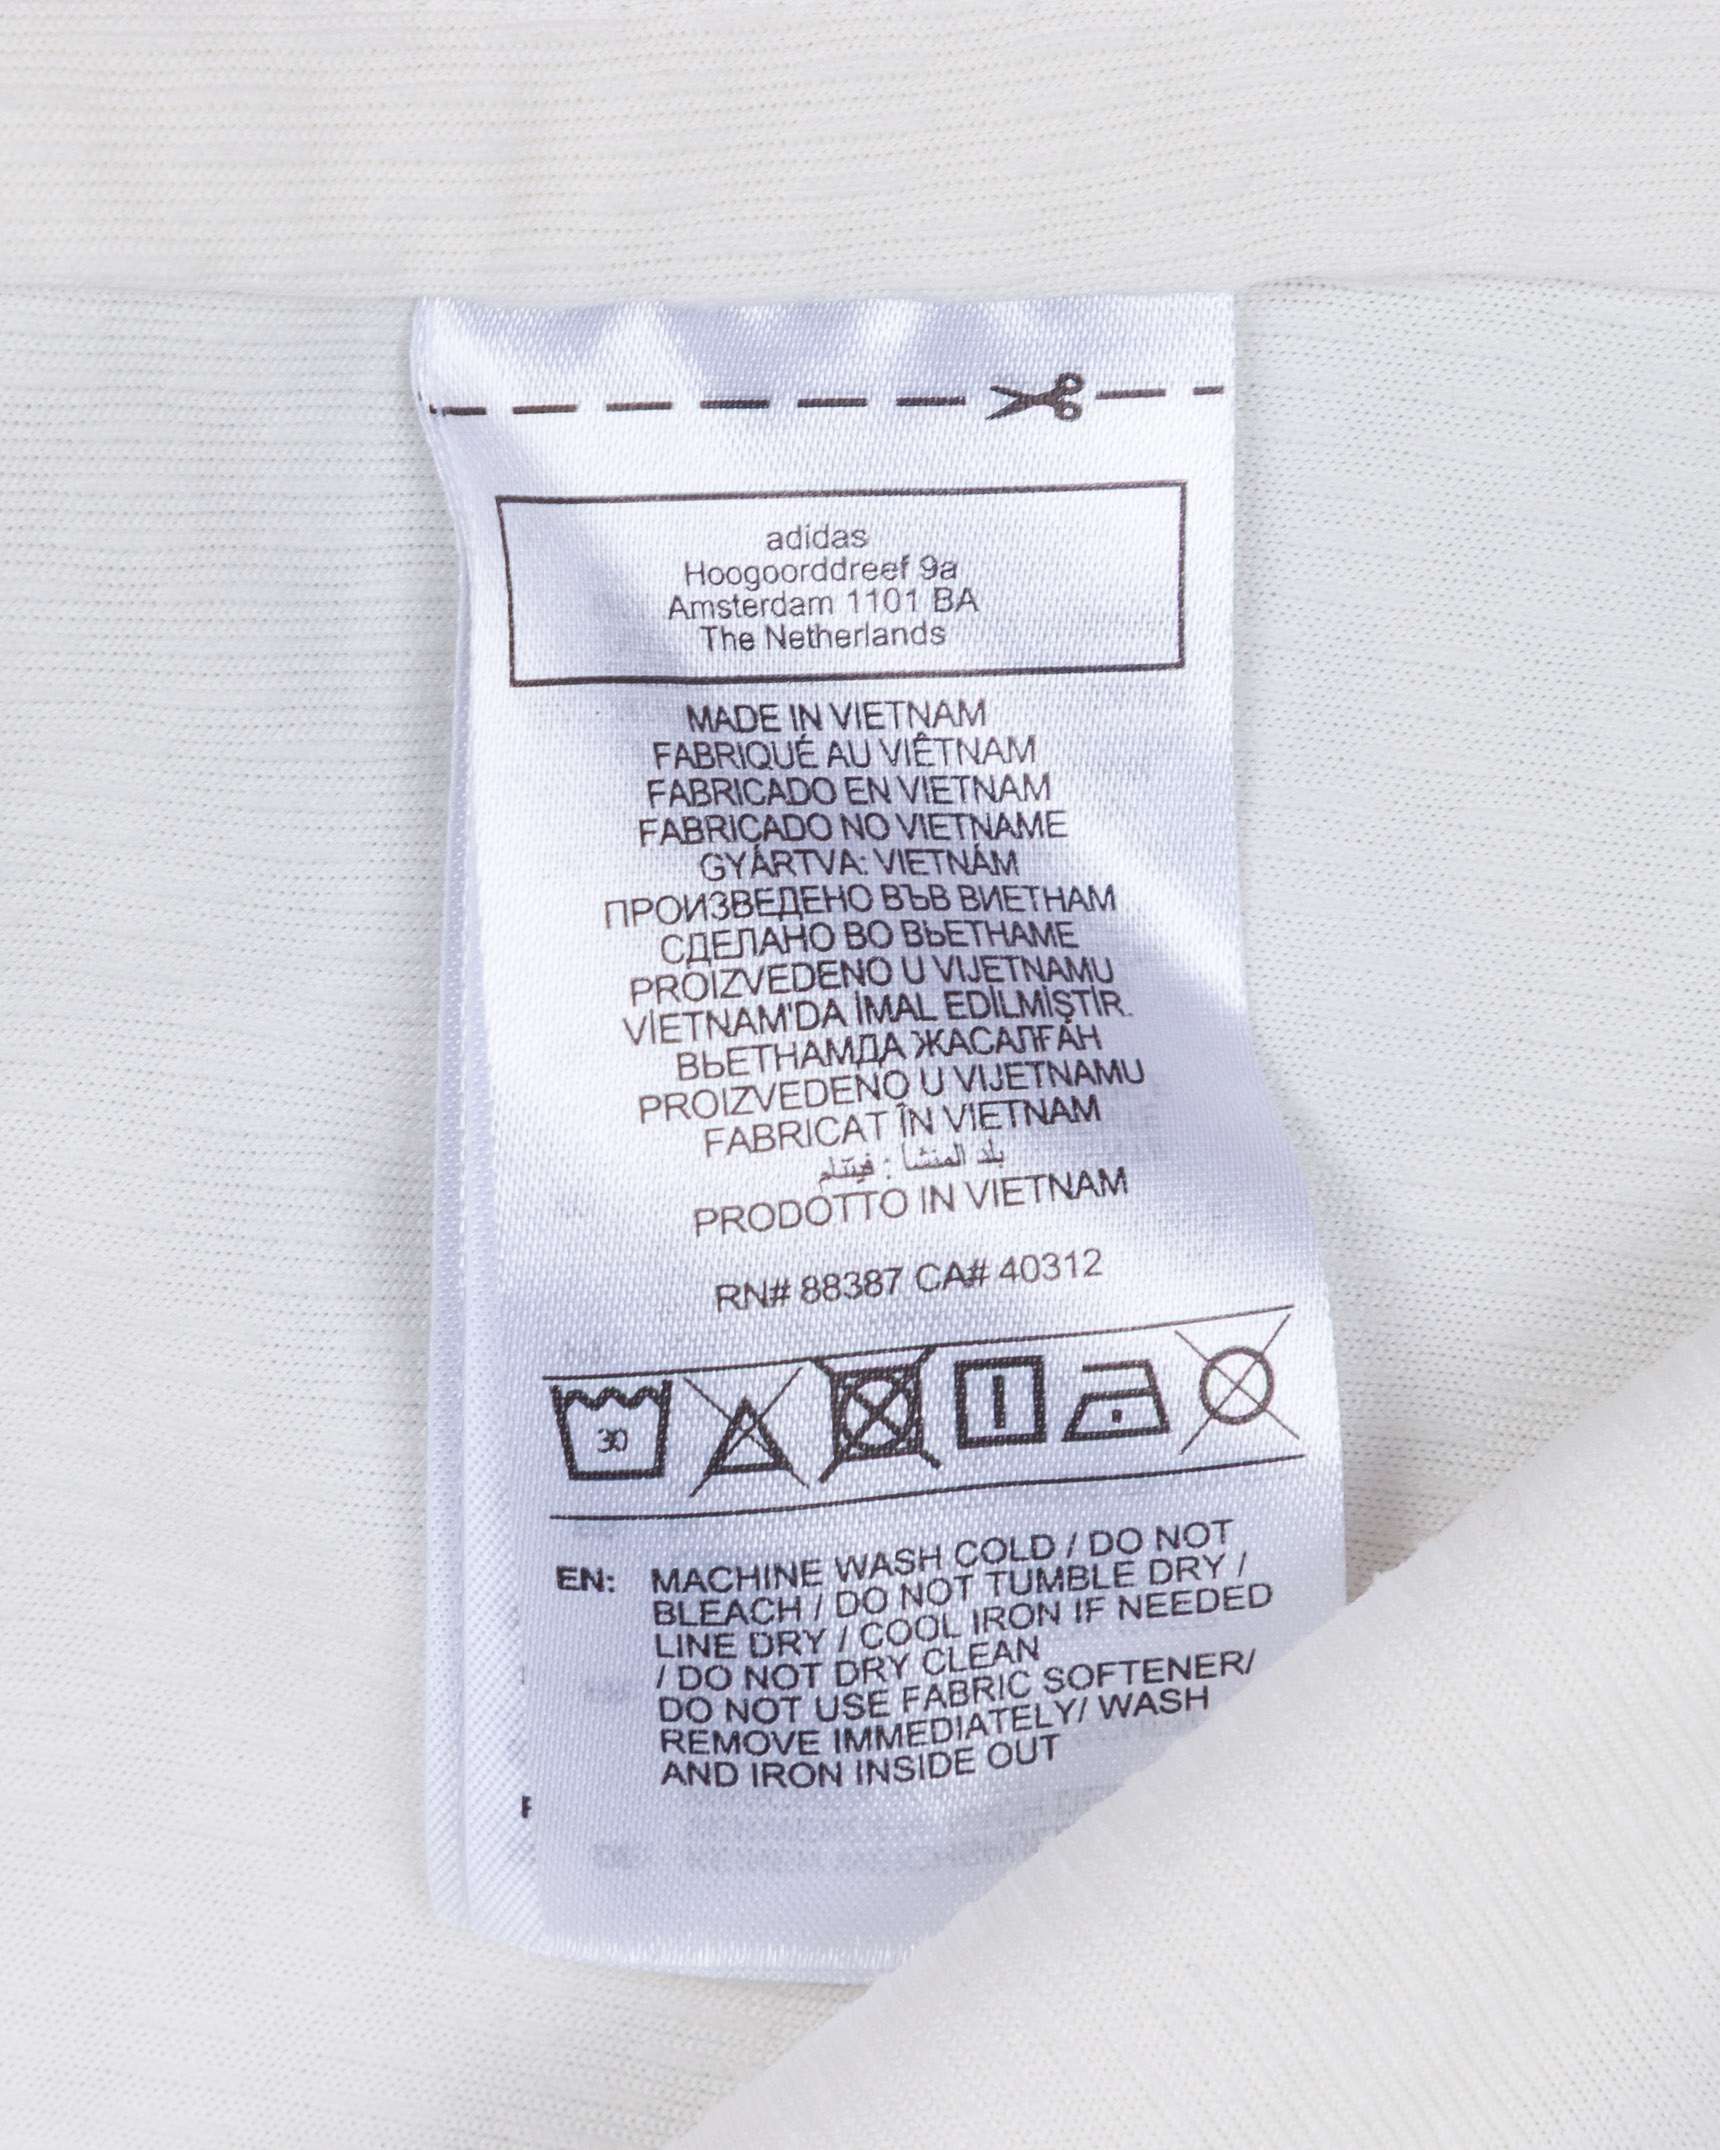 adidas
Hoogoorddreef 9a
Amsterdam 1101 BA
The Netherlands
MADE IN VIETNAM
FABRIQUÉ AU VIÊTNAM
FABRICADO EN VIETNAM
FABRICADO NO VIETNAME
GYÁRTVA: VIETNÁM
ПРОИЗВЕДЕНО ВЪВ ВИЕТНАМ
СДЕЛАНО ВО ВЬЕТНАМЕ
PROIZVEDENO U VIJETNAMU
VİETNAM'DA İMAL EDİLMİŞTİR.
ВЬЕТНАМДА ЖАСАЛҒАН
PROIZVEDENO U VIJETNAMU
FABRICAT ÎN VIETNAM
بلد المنشأ : فيتنام
PRODOTTO IN VIETNAM
RN# 88387 CA# 40312
30
EN: MACHINE WASH COLD / DO NOT
BLEACH / DO NOT TUMBLE DRY /
LINE DRY / COOL IRON IF NEEDED
/ DO NOT DRY CLEAN
DO NOT USE FABRIC SOFTENER/
REMOVE IMMEDIATELY/ WASH
AND IRON INSIDE OUT